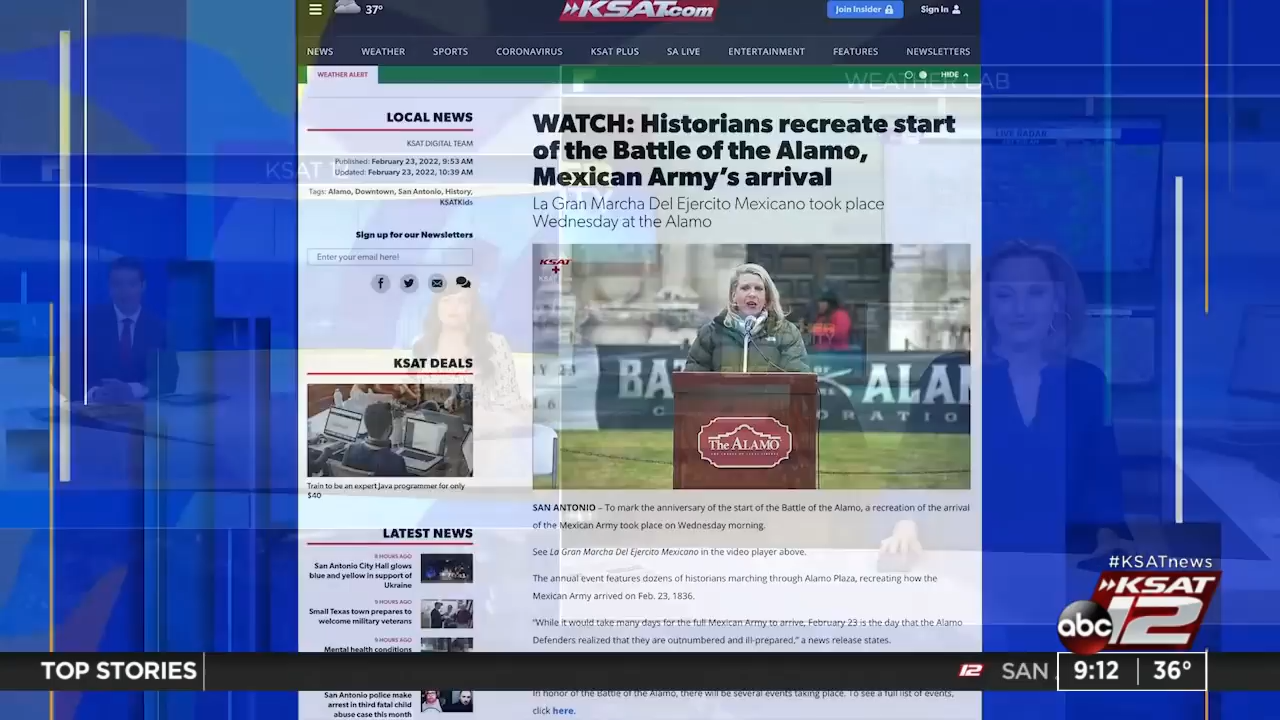 37°
KSAT.com
Join Insider
Sign In
NEWS WEATHER SPORTS CORONAVIRUS KSAT PLUS SA LIVE ENTERTAINMENT FEATURES NEWSLETTERS
WEATHER ALERT
HIDE
WEATHER LAB
LIVE RADAR
LOCAL NEWS
KSAT DIGITAL TEAM
Published: February 23, 2022, 9:53 AM
Updated: February 23, 2022, 10:39 AM
Tags: Alamo, Downtown, San Antonio, History,
KSATKids
Sign up for our Newsletters
Enter your email here!
KSAT DEALS
Train to be an expert Java programmer for only
$40
LATEST NEWS
8 HOURS AGO
San Antonio City Hall glows
blue and yellow in support of
Ukraine
9 HOURS AGO
Small Texas town prepares to
welcome military veterans
9 HOURS AGO
Mental health conditions
San Antonio police make
arrest in third fatal child
abuse case this month
WATCH: Historians recreate start
of the Battle of the Alamo,
Mexican Army's arrival
La Gran Marcha Del Ejercito Mexicano took place
Wednesday at the Alamo
KSAT
The ALAMO
SAN ANTONIO – To mark the anniversary of the start of the Battle of the Alamo, a recreation of the arrival
of the Mexican Army took place on Wednesday morning.
See La Gran Marcha Del Ejercito Mexicano in the video player above.
The annual event features dozens of historians marching through Alamo Plaza, recreating how the
Mexican Army arrived on Feb. 23, 1836.
"While it would take many days for the full Mexican Army to arrive, February 23 is the day that the Alamo
Defenders realized that they are outnumbered and ill-prepared," a news release states.
In honor of the Battle of the Alamo, there will be several events taking place. To see a full list of events,
click here.
#KSATnews
KSAT
abc 12
TOP STORIES
12 SAN
9:12 36°